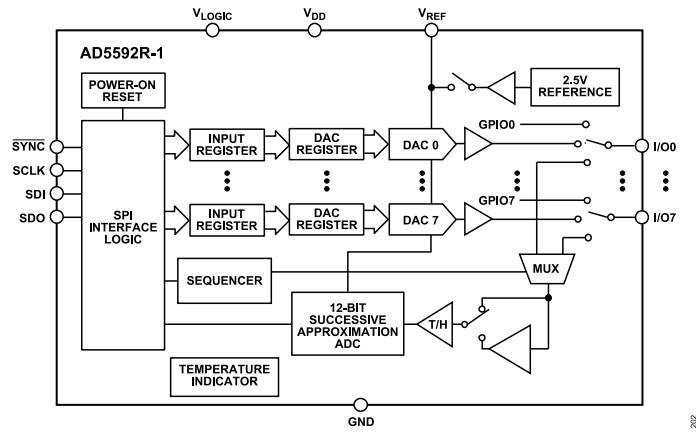 VLOGIC
VDD
VREF
AD5592R-1
POWER-ON
RESET
2.5V
REFERENCE
SYNC
SCLK
SDI
SDO
SPI
INTERFACE
LOGIC
INPUT
REGISTER
DAC
REGISTER
DAC 0
GPIO0
I/O0
INPUT
REGISTER
DAC
REGISTER
DAC 7
GPIO7
I/O7
SEQUENCER
MUX
12-BIT
SUCCESSIVE
APPROXIMATION
ADC
T/H
TEMPERATURE
INDICATOR
GND
202